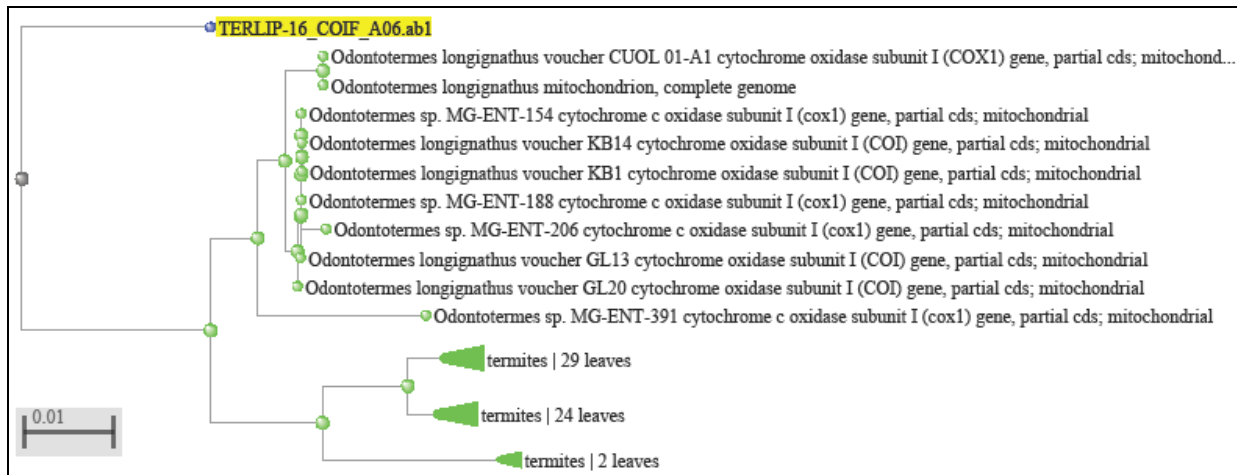 TERLIP-16_COIF_A06.ab1
Odontotermes longignathus voucher CUOL 01-A1 cytochrome oxidase subunit I (COX1) gene, partial cds; mitochond...
Odontotermes longignathus mitochondrion, complete genome
Odontotermes sp. MG-ENT-154 cytochrome c oxidase subunit I (cox1) gene, partial cds; mitochondrial
Odontotermes longignathus voucher KB14 cytochrome oxidase subunit I (COI) gene, partial cds; mitochondrial
Odontotermes longignathus voucher KB1 cytochrome oxidase subunit I (COI) gene, partial cds; mitochondrial
Odontotermes sp. MG-ENT-188 cytochrome c oxidase subunit I (cox1) gene, partial cds; mitochondrial
Odontotermes sp. MG-ENT-206 cytochrome c oxidase subunit I (cox1) gene, partial cds; mitochondrial
Odontotermes longignathus voucher GL13 cytochrome oxidase subunit I (COI) gene, partial cds; mitochondrial
Odontotermes longignathus voucher GL20 cytochrome oxidase subunit I (COI) gene, partial cds; mitochondrial
Odontotermes sp. MG-ENT-391 cytochrome c oxidase subunit I (cox1) gene, partial cds; mitochondrial
termites | 29 leaves
termites | 24 leaves
termites | 2 leaves
0.01